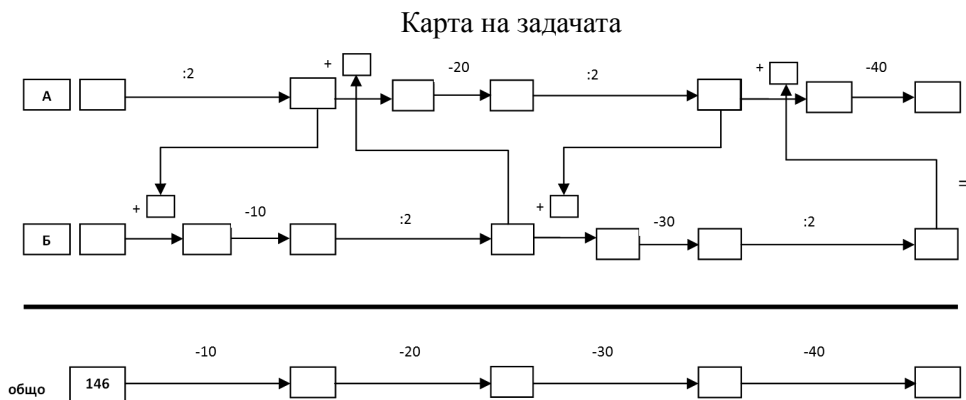 Карта на задачата
:2 + -20 :2 + -40
А
+ -10 :2 + -30 :2 =
Б
-10 -20 -30 -40
общо 146